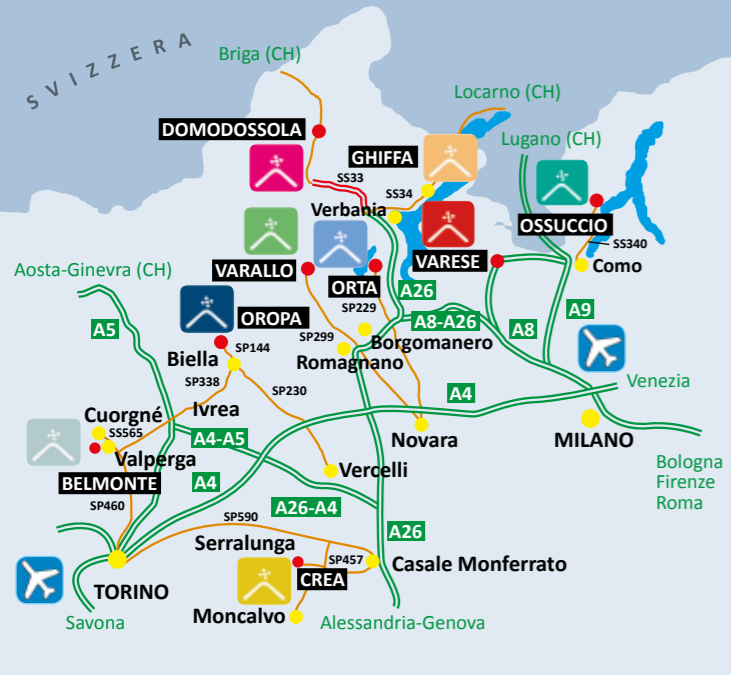 SVIZZERA
Briga (CH)
Locarno (CH)
DOMODOSSOLA
Lugano (CH)
GHIFFA
SS33
SS34
Verbania
OSSUCCIO
SS340
VARALLO
ORTA
VARESE
Como
Aosta-Ginevra (CH)
A26
SP229
OROPA
A5
SP299
A8-A26
A8
A9
Borgomanero
SP144
Biella
Romagnano
SP338
SP230
A4
Venezia
Cuorgné
Ivrea
SS565
A4-A5
Novara
MILANO
Valperga
Vercelli
Bologna
Firenze
Roma
BELMONTE
A4
SP460
A26-A4
SP590
A26
Serralunga
SP457
Casale Monferrato
CREA
TORINO
Moncalvo
Savona
Alessandria-Genova